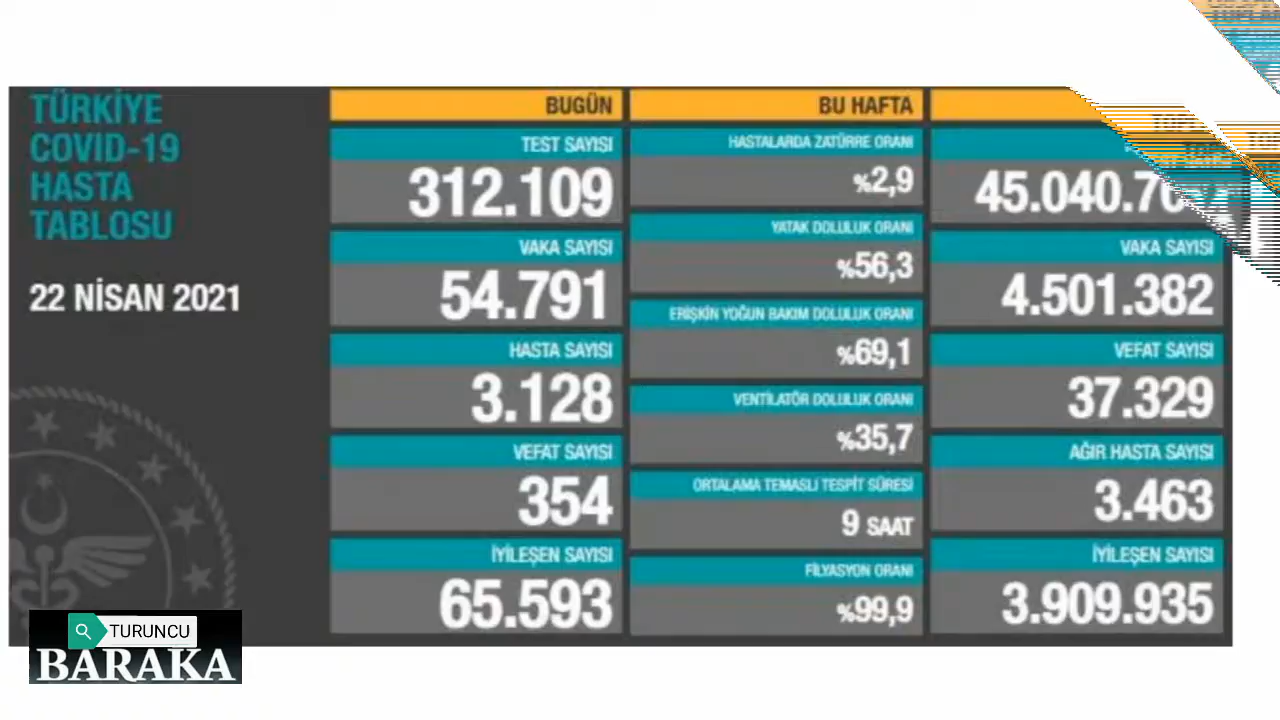 TÜRKİYE
COVID-19
HASTA
TABLOSU
22 NİSAN 2021
BUGÜN
TEST SAYISI
312.109
VAKA SAYISI
54.791
HASTA SAYISI
3.128
VEFAT SAYISI
354
İYİLEŞEN SAYISI
65.593
BU HAFTA
HASTALARDA ZATÜRRE ORANI
%2,9
YATAK DOLULUK ORANI
%56,3
ERİŞKİN YOĞUN BAKIM DOLULUK ORANI
%69,1
VENTİLATÖR DOLULUK ORANI
%35,7
ORTALAMA TEMASLI TESPİT SÜRESİ
9 SAAT
FİLYASYON ORANI
%99,9
VAKA SAYISI
4.501.382
VEFAT SAYISI
37.329
AĞIR HASTA SAYISI
3.463
İYİLEŞEN SAYISI
3.909.935
TURUNCU
BARAKA